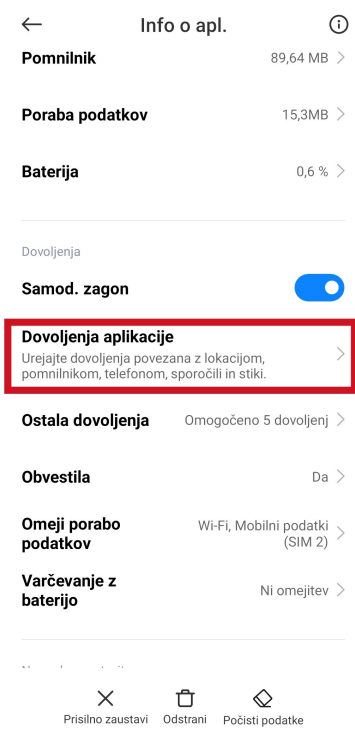 Info o apl.
Pomnilnik 89,64 MB
Poraba podatkov 15,3MB
Baterija 0,6 %
Dovoljenja
Samod. zagon
Dovoljenja aplikacije
Urejajte dovoljenja povezana z lokacijom,
pomnilnikom, telefonom, sporočili in stiki.
Ostala dovoljenja Omogočeno 5 dovoljenj
Obvestila Da
Omeji porabo Wi-Fi, Mobilni podatki
podatkov (SIM 2)
Varčevanje z
baterijo Ni omejitev
Prisilno zaustavi Odstrani Počisti podatke